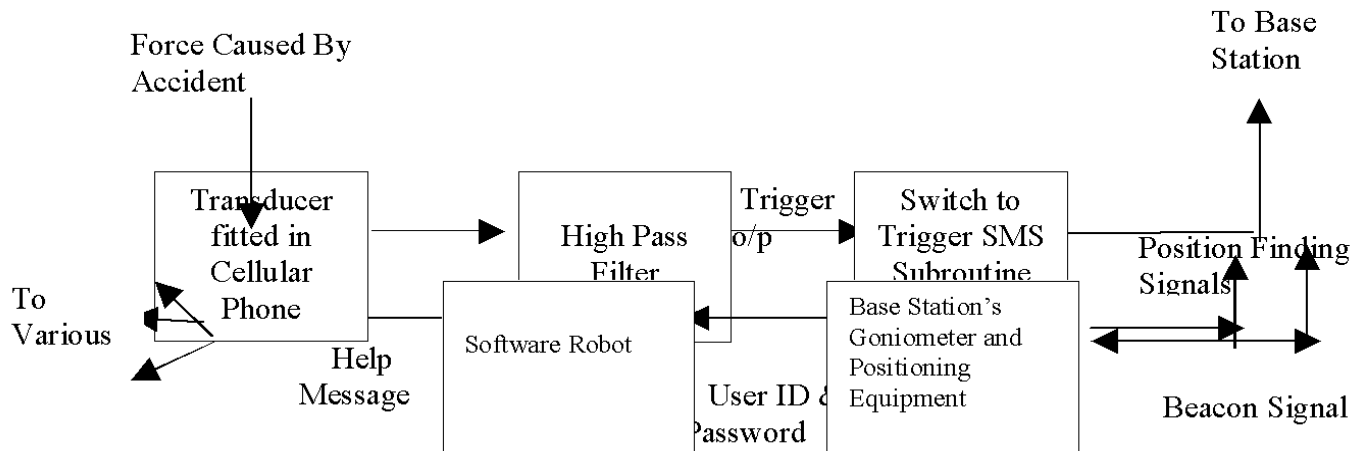 To Base
Station
Force Caused By
Accident
Transducer
fitted in
Cellular
Phone
High Pass
Filter
Trigger
o/p
Switch to
Trigger SMS
Subroutine
Position Finding
Signals
To
Various
Help
Message
Software Robot
User ID &
Password
Base Station’s
Goniometer and
Positioning
Equipment
Beacon Signal